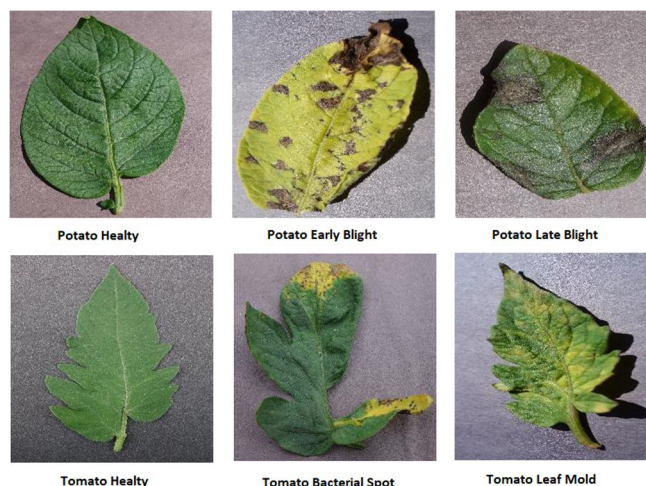 Potato Healty
Potato Early Blight
Potato Late Blight
Tomato Healty
Tomato Bacterial Spot
Tomato Leaf Mold